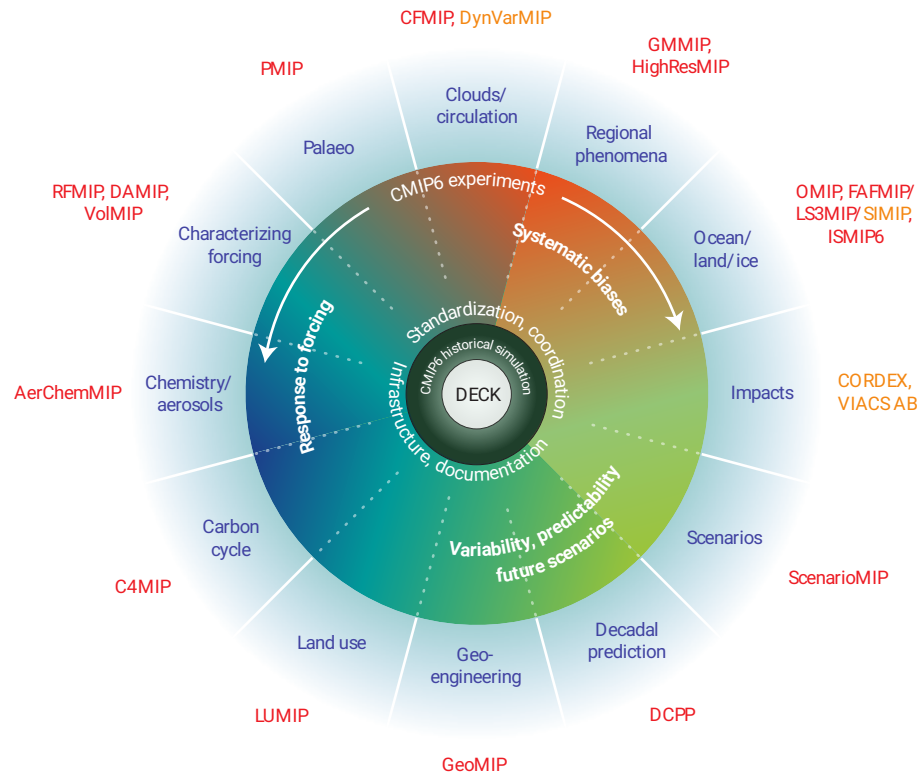 CFMIP, DynVarMIP
GMMIP,
HighResMIP
PMIP
Clouds/
circulation
Regional
phenomena
Palaeo
RFMIP, DAMIP,
VolMIP
OMIP, FAFMIP/
LS3MIP/SIMIP,
ISMIP6
Characterizing
forcing
Ocean/
land/ice
CMIP6 experiments
Systematic biases
Response to forcing
Standardization, coordination
Infrastructure, documentation
CMIP6 historical simulation
DECK
AerChemMIP
Chemistry/
aerosols
Impacts
CORDEX,
VIACS AB
Variability, predictability
future scenarios
Carbon
cycle
Scenarios
C4MIP
ScenarioMIP
Land use
Geo-
engineering
Decadal
prediction
LUMIP
DCPP
GeoMIP